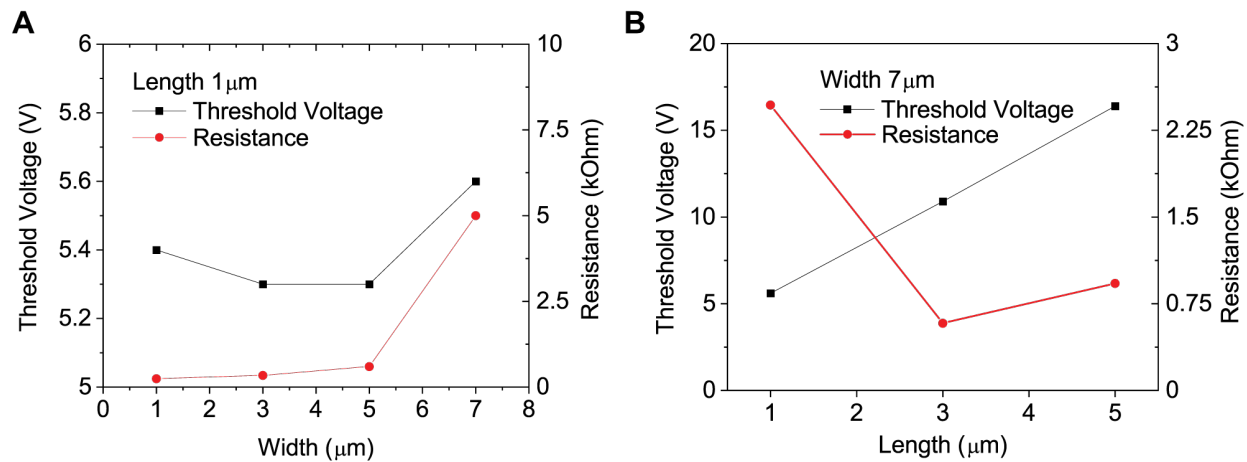 A
Threshold Voltage (V)
6
5.8
5.6
5.4
5.2
5
Length 1μm
Threshold Voltage
Resistance
10
7.5
5
2.5
0
Resistance (kOhm)
0 1 2 3 4 5 6 7 8
Width (μm)
B
Threshold Voltage (V)
20
15
10
5
0
Width 7μm
Threshold Voltage
Resistance
3
2.25
1.5
0.75
0
Resistance (kOhm)
1 2 3 4 5
Length (μm)